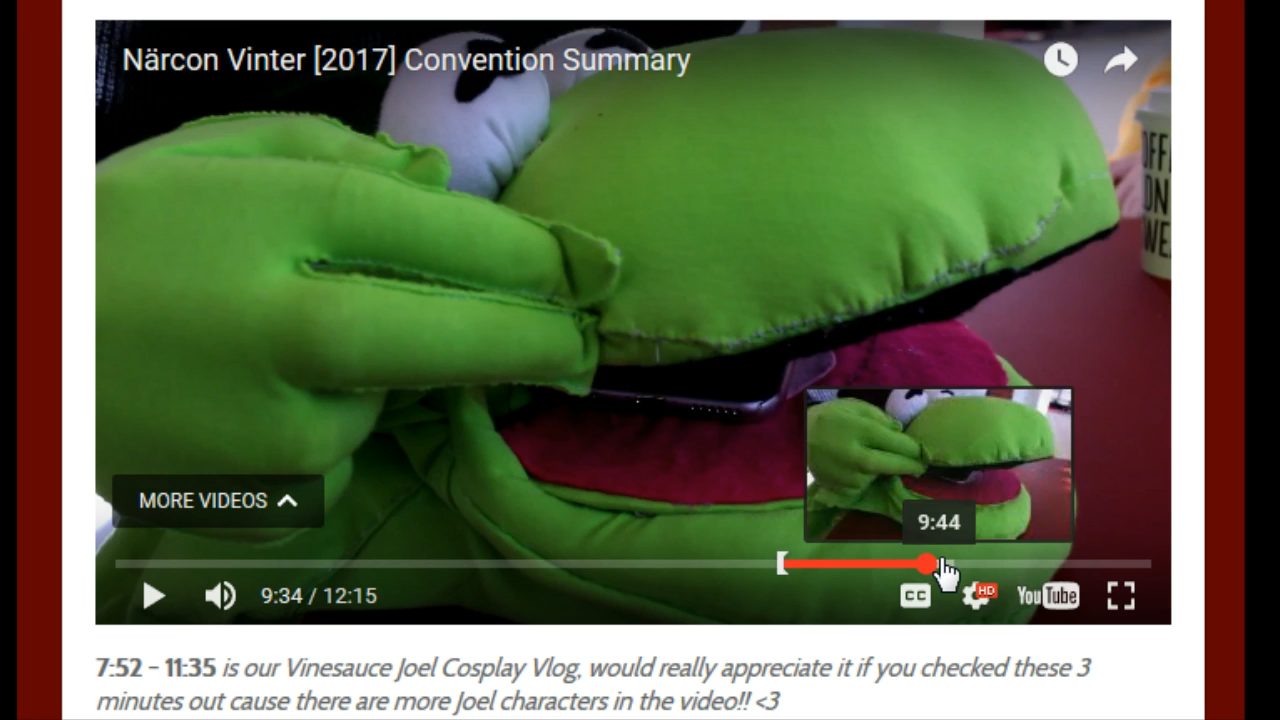 Närcon Vinter [2017] Convention Summary
MORE VIDEOS
9:44
9:34 / 12:15
CC
HD
YouTube
7:52 - 11:35 is our Vinesauce Joel Cosplay Vlog, would really appreciate it if you checked these 3
minutes out cause there are more Joel characters in the video!! <3